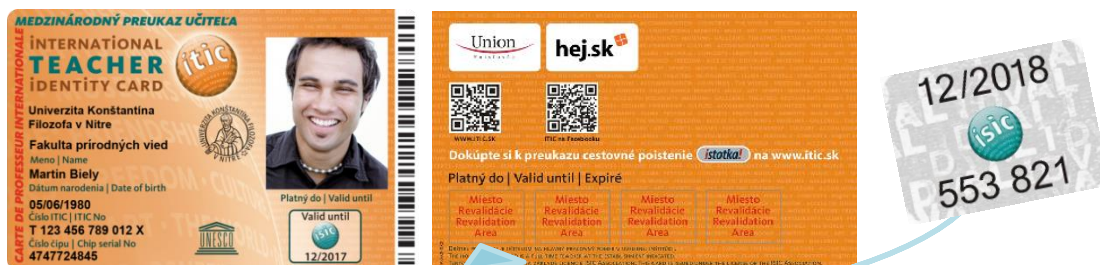 MEDZINÁRODNÝ PREUKAZ UČITEĽA
CARTE DE PROFESSEUR INTERNATIONALE
iNTERNATiONAL
TEACHER
iDENTiTY CARD
itic
Univerzita Konštantína
Filozofa v Nitre
Fakulta prírodných vied
Meno | Name
Martin Biely
Dátum narodenia | Date of birth
05/06/1980
Číslo ITIC | ITIC No
T 123 456 789 012 X
Číslo čipu | Chip serial No
4747724845
UNESCO
Platný do | Valid until
Valid until
isic
12/2017
Union
poisťovňa
hej.sk
WWW.ITIC.SK
ITIC na Facebooku
Dokúpte si k preukazu cestovné poistenie istotka! na www.itic.sk
Platný do | Valid until | Expiré
Miesto
Revalidácie
Revalidation
Area
Miesto
Revalidácie
Revalidation
Area
Miesto
Revalidácie
Revalidation
Area
Miesto
Revalidácie
Revalidation
Area
12/2018
isic
553 821